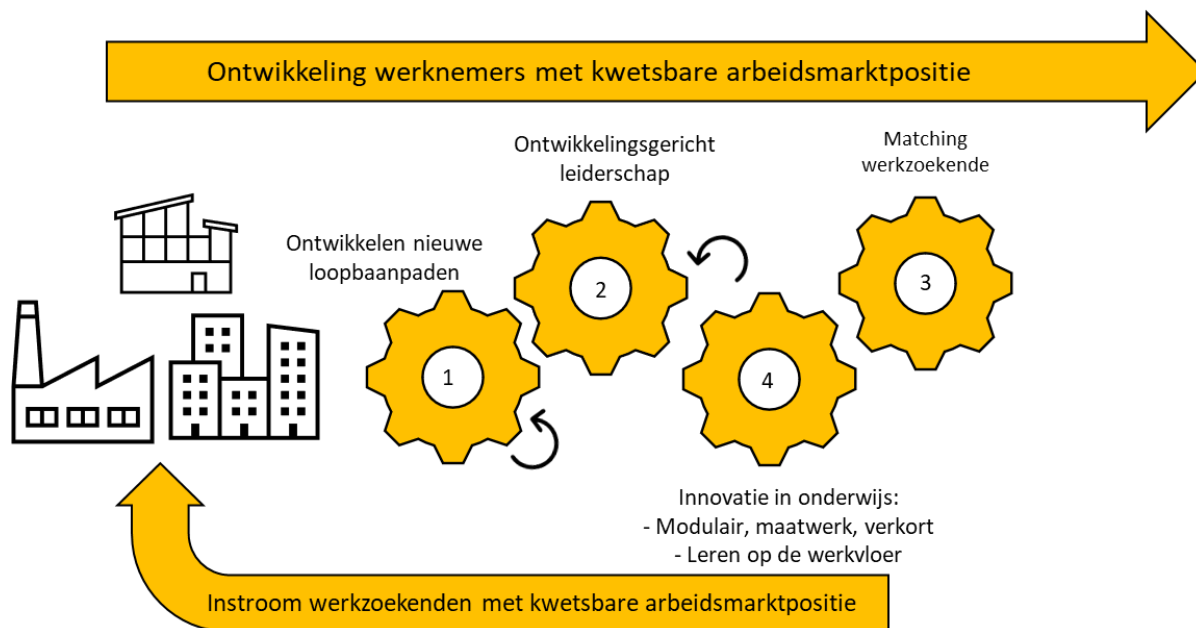 Ontwikkeling werknemers met kwetsbare arbeidsmarktpositie
Ontwikkelingsgericht
leiderschap
Matching
werkzoekende
Ontwikkelen nieuwe
loopbaanpaden
2
3
1
4
Innovatie in onderwijs:
- Modulair, maatwerk, verkort
- Leren op de werkvloer
Instroom werkzoekenden met kwetsbare arbeidsmarktpositie